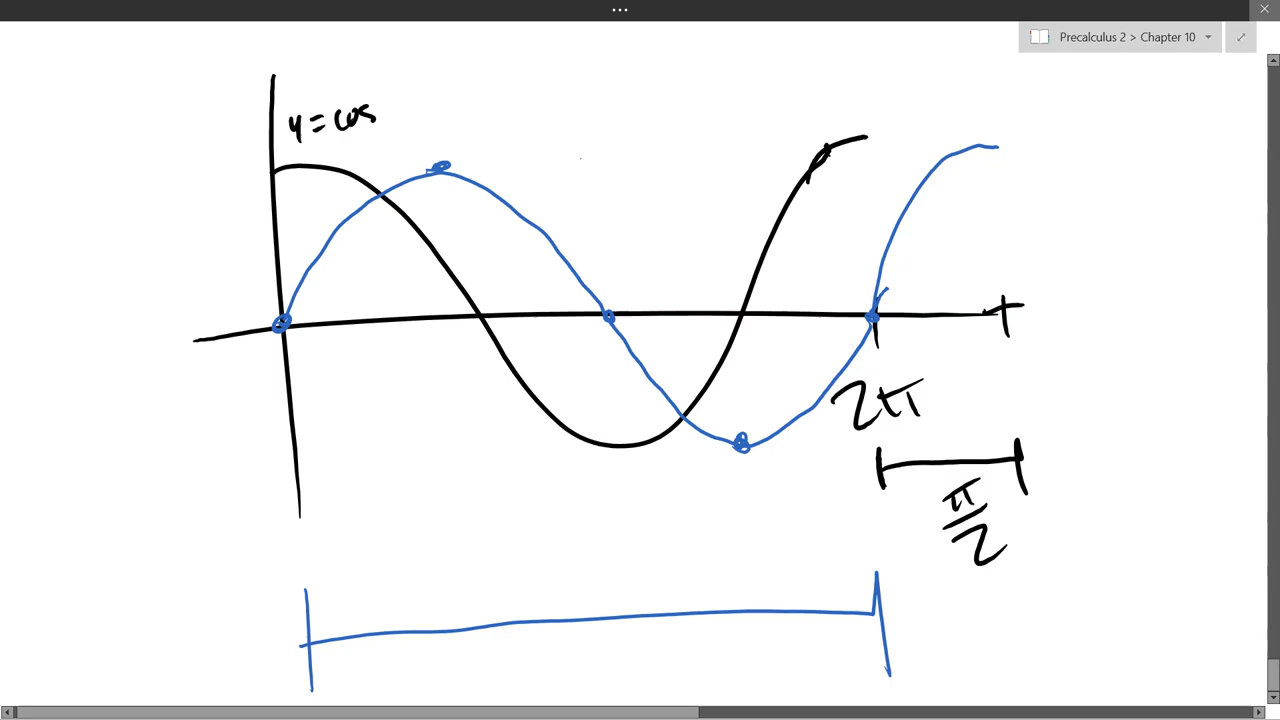 Precalculus 2 > Chapter 10
y = cos
t
2π
π/2